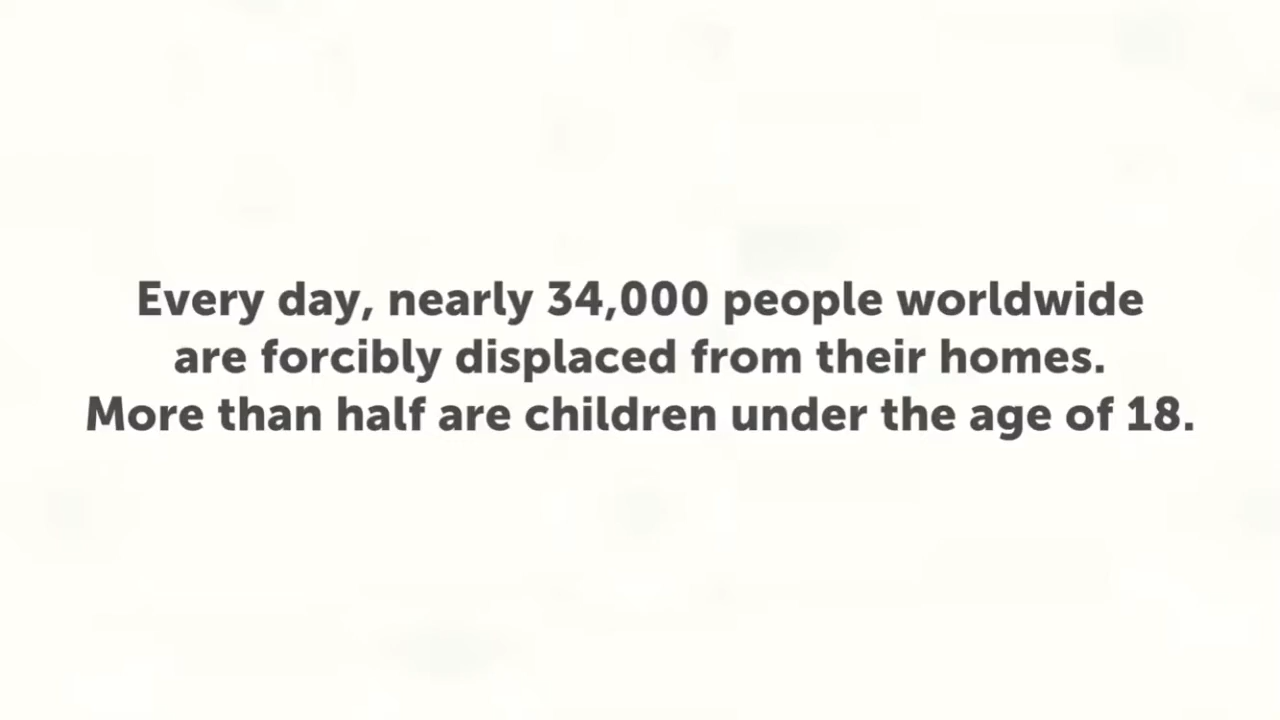 Every day, nearly 34,000 people worldwide
are forcibly displaced from their homes.
More than half are children under the age of 18.